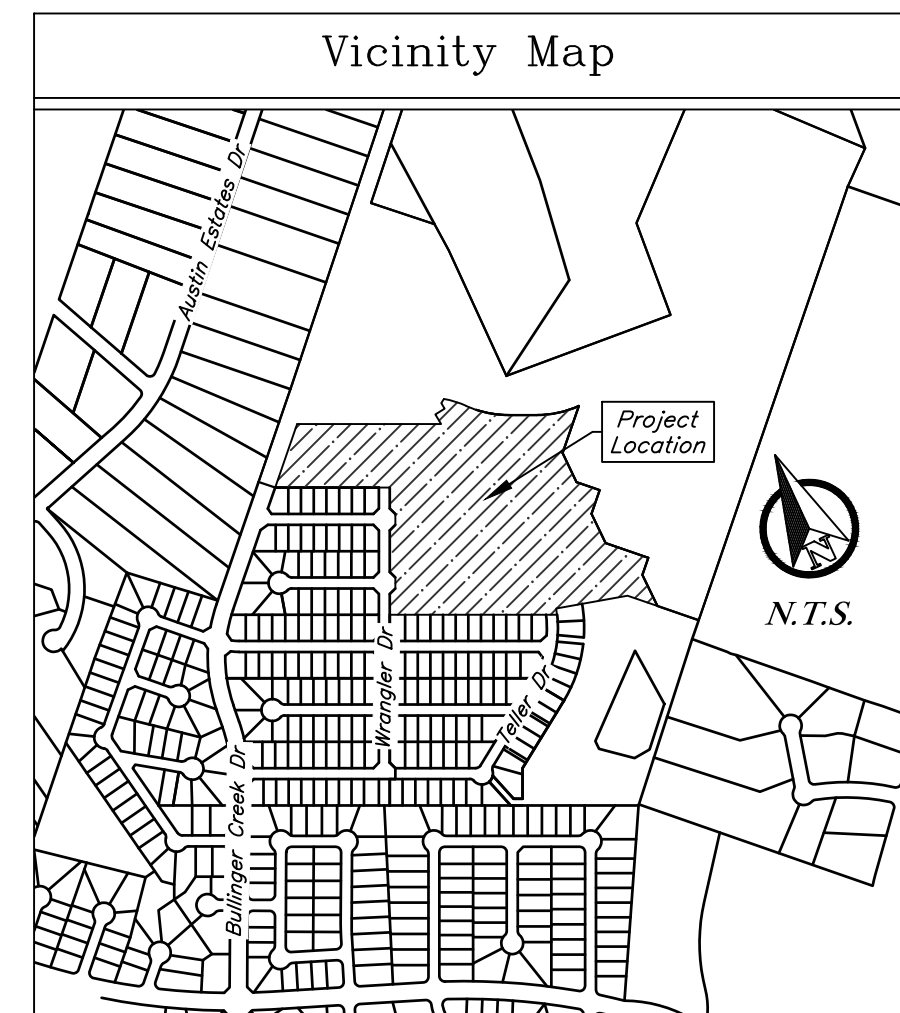 Vicinity Map
Austin Estates Dr
Project
Location
N
N.T.S.
Wrangler Dr
Teller Dr
Bullinger Creek Dr